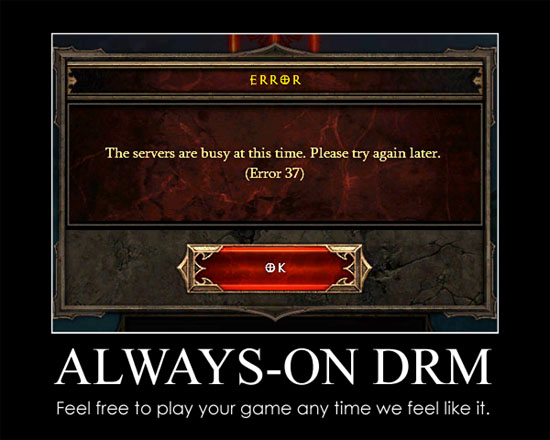 ERROR
The servers are busy at this time. Please try again later.
(Error 37)
OK
ALWAYS-ON DRM
Feel free to play your game any time we feel like it.